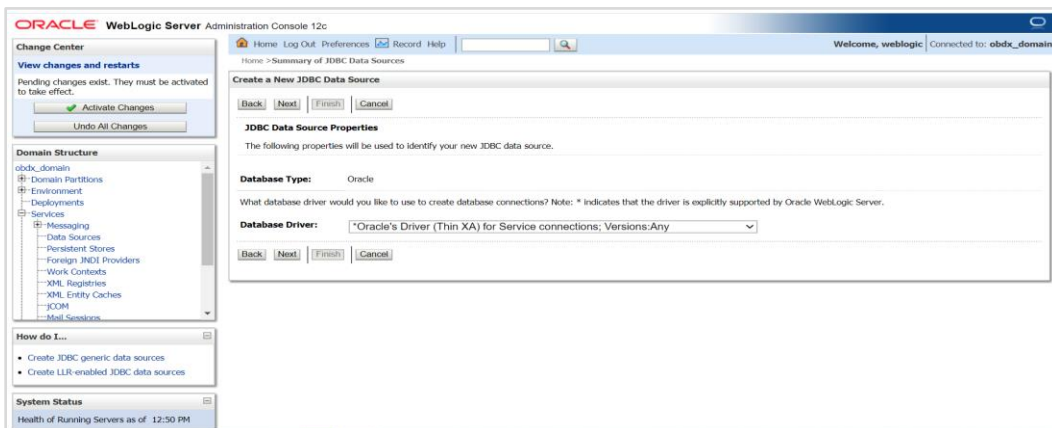 ORACLE WebLogic Server Administration Console 12c
Change Center
View changes and restarts
Pending changes exist. They must be activated
to take effect.
Activate Changes
Undo All Changes
Domain Structure
obdx_domain
Domain Partitions
Environment
Deployments
Services
Messaging
Data Sources
Persistent Stores
Foreign JNDI Providers
Work Contexts
XML Registries
XML Entity Caches
jCOM
Mail Sessions
How do I...
Create JDBC generic data sources
Create LLR-enabled JDBC data sources
System Status
Health of Running Servers as of 12:50 PM
Home Log Out Preferences Record Help
Welcome, weblogic Connected to: obdx_domain
Home >Summary of JDBC Data Sources
Create a New JDBC Data Source
Back Next Finish Cancel
JDBC Data Source Properties
The following properties will be used to identify your new JDBC data source.
Database Type: Oracle
What database driver would you like to use to create database connections? Note: * indicates that the driver is explicitly supported by Oracle WebLogic Server.
Database Driver: *Oracle's Driver (Thin XA) for Service connections; Versions:Any
Back Next Finish Cancel